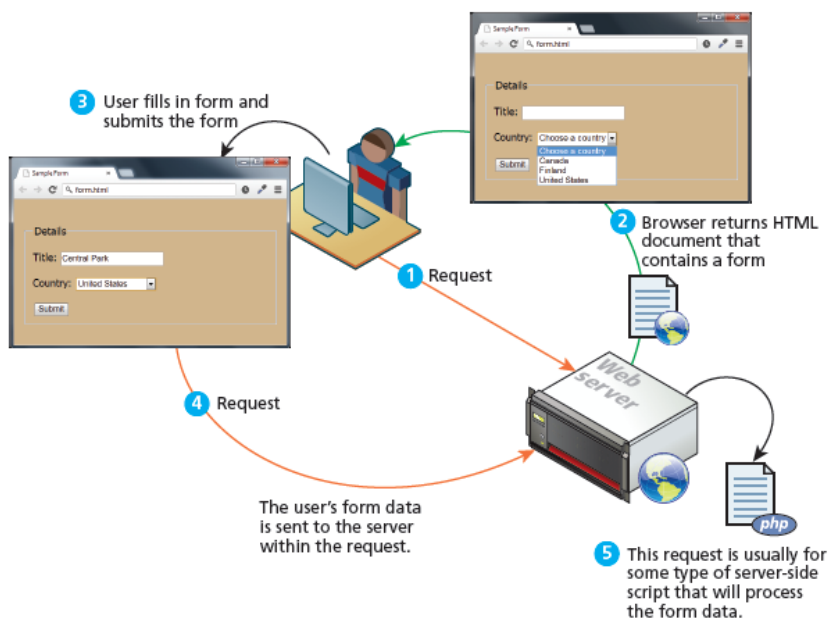 SampleForm
form.html
Details
Title:
Country: Choose a country
Choose a country
Canada
Finland
United States
Submit
3 User fills in form and
submits the form
SampleForm
form.html
Details
Title: Central Park
Country: United States
Submit
1 Request
2 Browser returns HTML
document that
contains a form
Web
server
4 Request
The user's form data
is sent to the server
within the request.
php
5 This request is usually for
some type of server-side
script that will process
the form data.